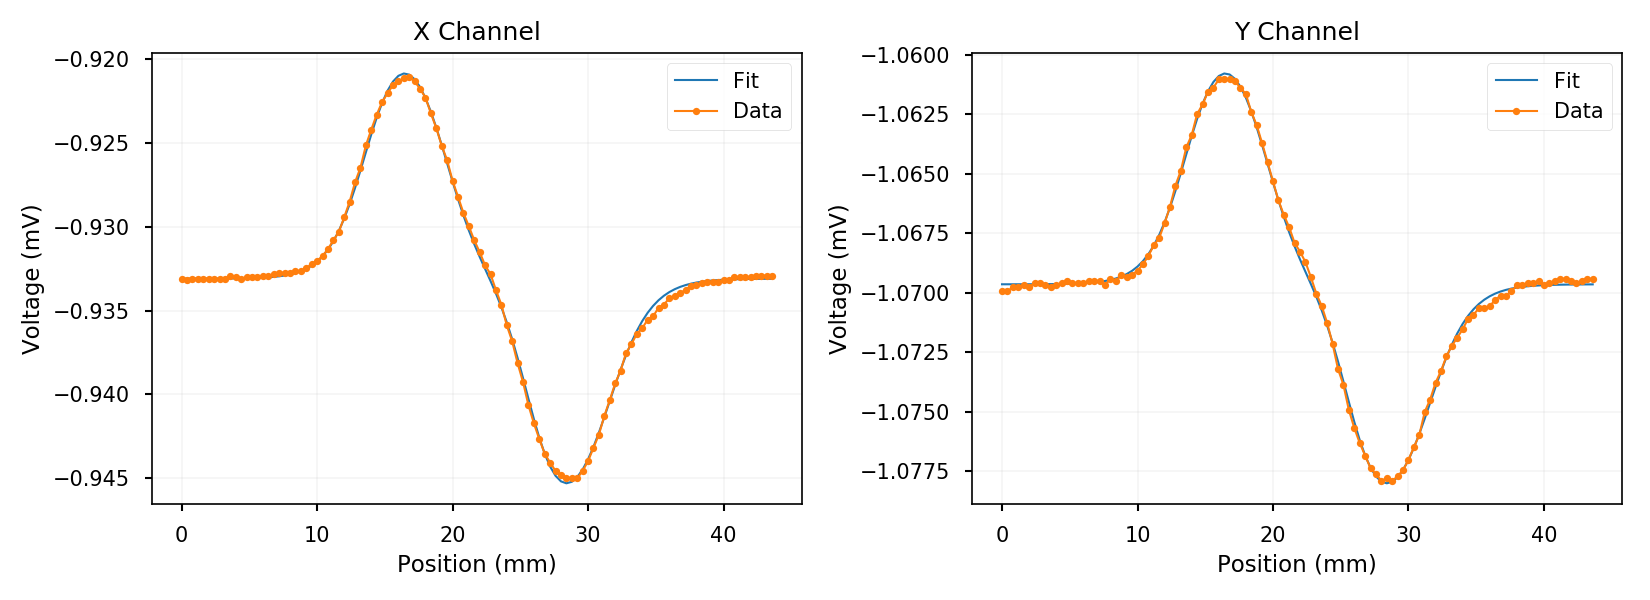 X Channel
Voltage (mV)
−0.920
−0.925
−0.930
−0.935
−0.940
−0.945
0
10
20
30
40
Position (mm)
Fit
Data
Y Channel
Voltage (mV)
−1.0600
−1.0625
−1.0650
−1.0675
−1.0700
−1.0725
−1.0750
−1.0775
0
10
20
30
40
Position (mm)
Fit
Data